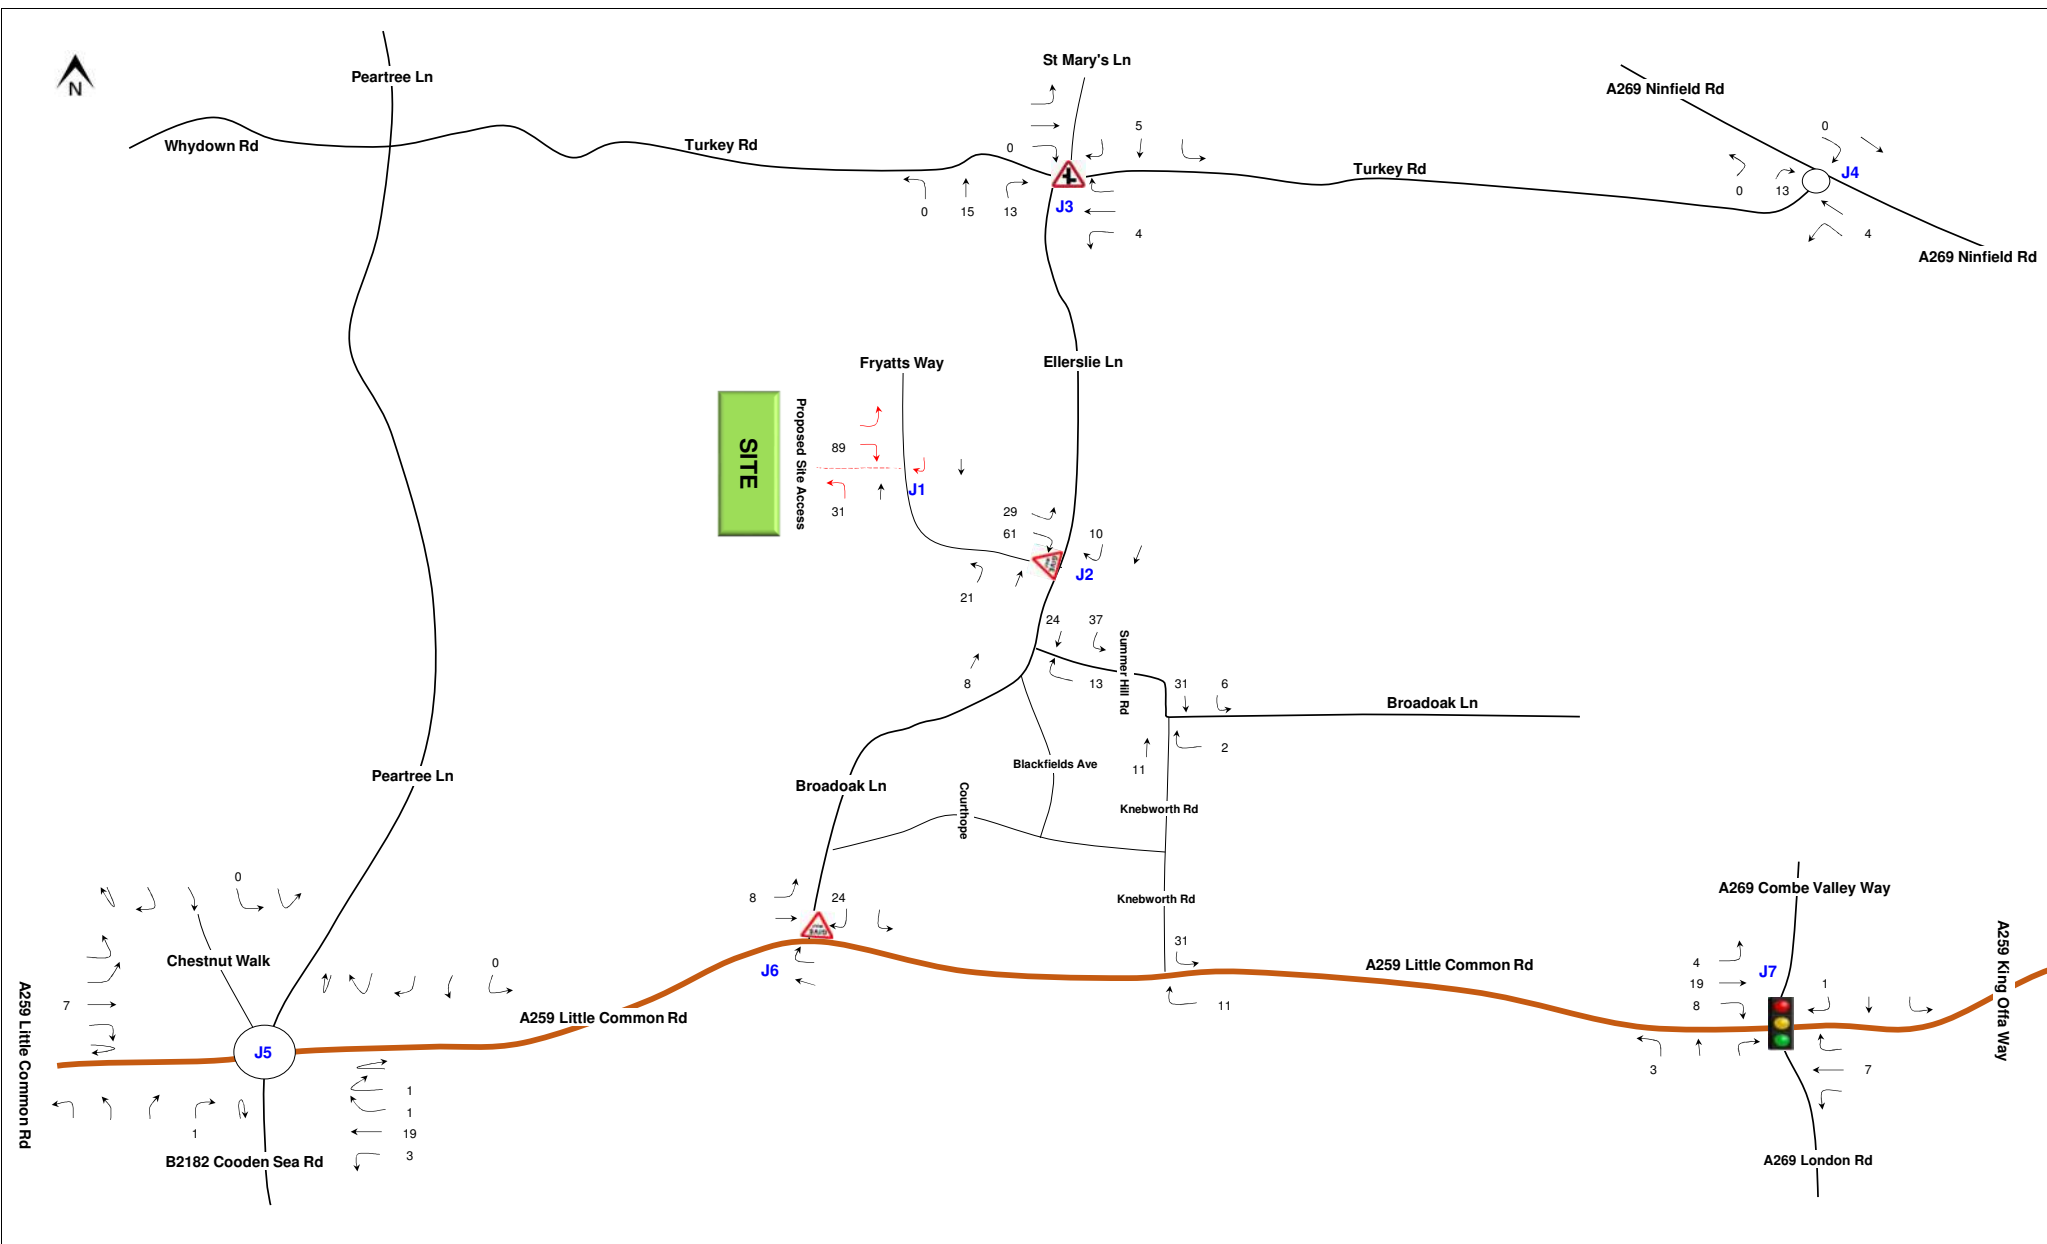 St Mary's Ln
Peartree Ln
N
A269 Ninfield Rd
5
0
Whydown Rd
Turkey Rd
0
Turkey Rd
J4
0
13
J3
0
15
13
4
4
A269 Ninfield Rd
Fryatts Way
Ellerslie Ln
SITE
Proposed Site Access
89
J1
31
29
61
10
J2
21
24
37
Summer Hill Rd
8
13
31
6
Broadoak Ln
2
11
Blackfields Ave
Peartree Ln
Broadoak Ln
Courthope
Knebworth Rd
0
8
24
Knebworth Rd
A269 Combe Valley Way
Chestnut Walk
0
31
A259 Little Common Rd
J6
4
J7
19
1
8
A259 King Offa Way
7
A259 Little Common Rd
11
A259 Little Common Rd
J5
3
7
1
1
1
19
3
B2182 Cooden Sea Rd
A269 London Rd